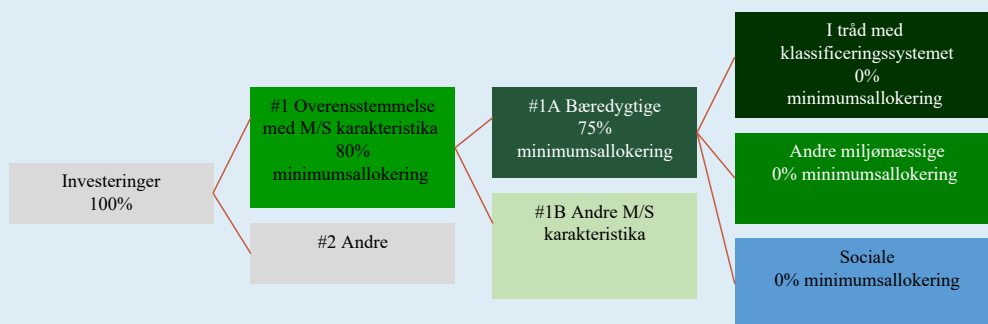 Investeringer
100%
#1 Overensstemmelse
med M/S karakteristika
80%
minimumsallokering
#2 Andre
#1A Bæredygtige
75%
minimumsallokering
#1B Andre M/S
karakteristika
I tråd med
klassificeringssystemet
0%
minimumsallokering
Andre miljømæssige
0% minimumsallokering
Sociale
0% minimumsallokering